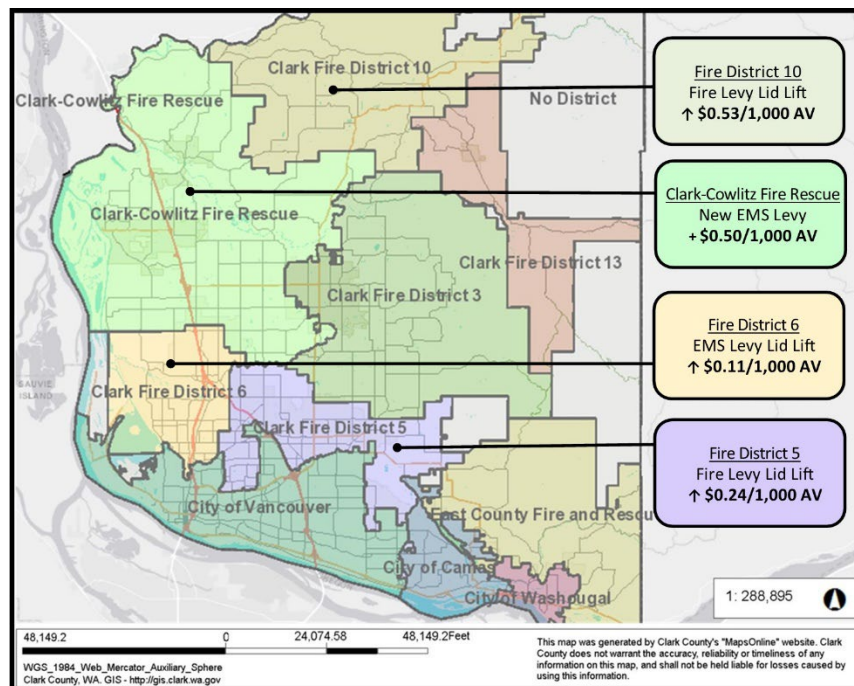 Clark Fire District 10
Clark-Cowlitz Fire Rescue
No District
Clark-Cowlitz Fire Rescue
Clark Fire District 13
Clark Fire District 3
SAUVIE
ISLAND
Clark Fire District 6
Clark Fire District 5
City of Vancouver
East County Fire and Rescu
City of Camas
City of Washougal
Fire District 10
Fire Levy Lid Lift
↑ $0.53/1,000 AV
Clark-Cowlitz Fire Rescue
New EMS Levy
+ $0.50/1,000 AV
Fire District 6
EMS Levy Lid Lift
↑ $0.11/1,000 AV
Fire District 5
Fire Levy Lid Lift
↑ $0.24/1,000 AV
1: 288,895
48,149.2
0
24,074.58
48,149.2Feet
WGS_1984_Web_Mercator_Auxiliary_Sphere
Clark County, WA. GIS - http://gis.clark.wa.gov
This map was generated by Clark County's "MapsOnline" website. Clark
County does not warrant the accuracy, reliability or timeliness of any
information on this map, and shall not be held liable for losses caused by
using this information.